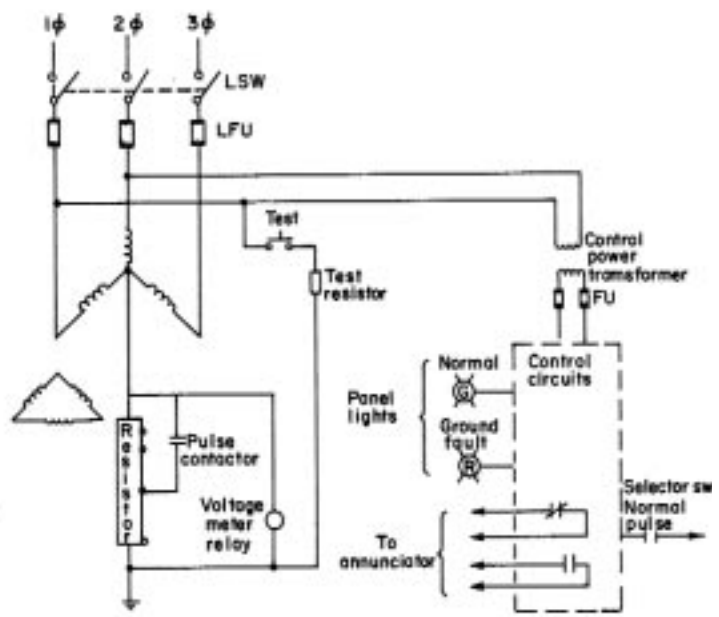 1ϕ 2ϕ 3ϕ
LSW
LFU
Test
Test
resistor
Control
power
transformer
FU
Control
circuits
Normal
G
Panel
lights
Ground
fault
R
Resistor
Pulse
contactor
Voltage
meter
relay
Selector sw
Normal
pulse
To
annunciator